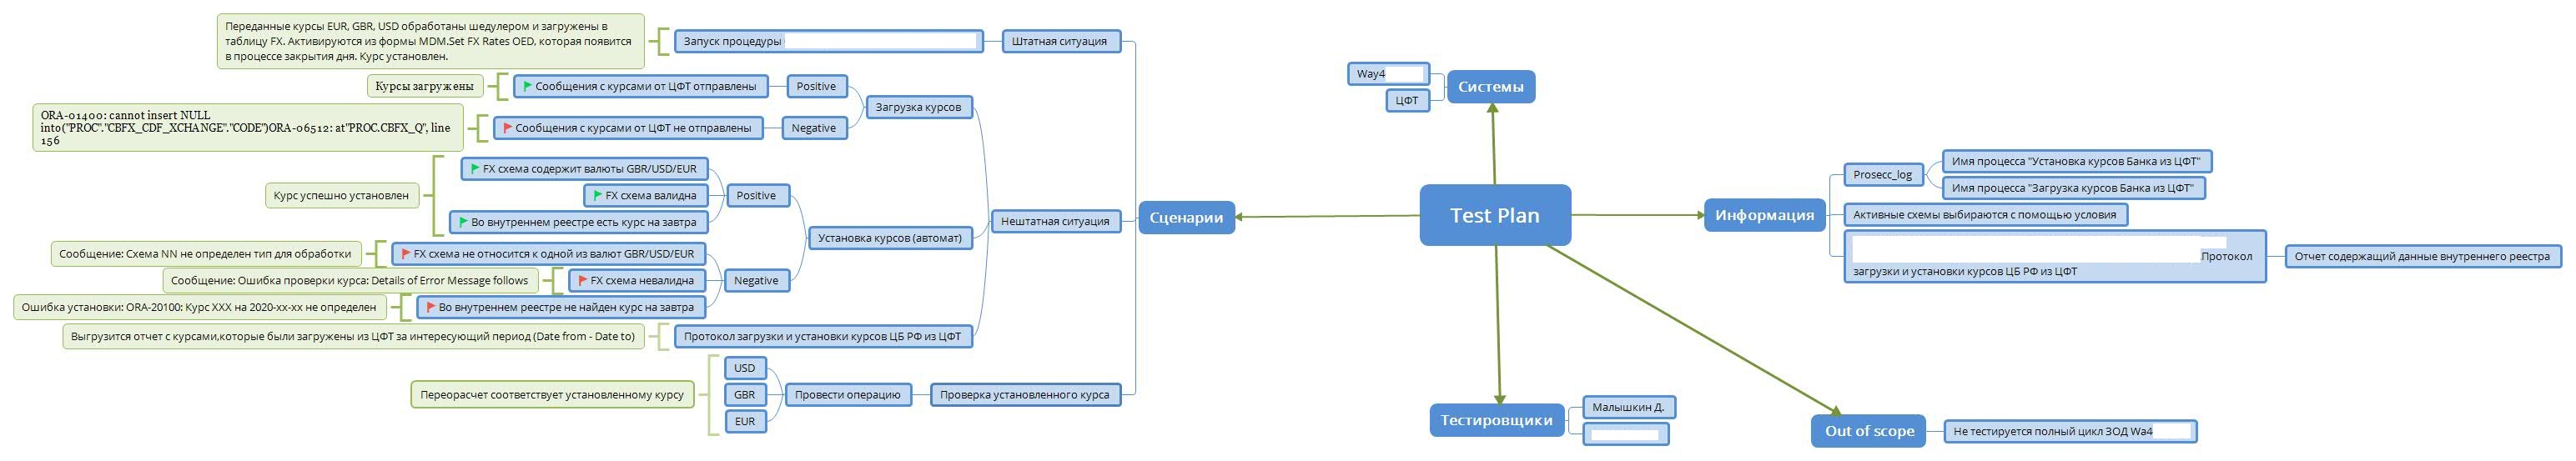 Переданные курсы EUR, GBR, USD обработаны шедулером и загружены в
таблицу FX. Активируются из формы MDM.Set FX Rates OED, которая появится
в процессе закрытия дня. Курс установлен.
Запуск процедуры
Штатная ситуация
Курсы загружены
Сообщения с курсами от ЦФТ отправлены
Positive
Загрузка курсов
ORA-01400: cannot insert NULL
into("PROC"."CBFX_CDF_XCHANGE"."CODE")ORA-06512: at"PROC.CBFX_Q", line
156
Сообщения с курсами от ЦФТ не отправлены
Negative
Курс успешно установлен
FX схема содержит валюты GBR/USD/EUR
FX схема валидна
Во внутреннем реестре есть курс на завтра
Positive
Установка курсов (автомат)
Нештатная ситуация
Сценарии
Сообщение: Схема NN не определен тип для обработки
FX схема не относится к одной из валют GBR/USD/EUR
Сообщение: Ошибка проверки курса: Details of Error Message follows
FX схема невалидна
Negative
Ошибка установки: ORA-20100: Курс XXX на 2020-xx-xx не определен
Во внутреннем реестре не найден курс на завтра
Выгрузится отчет с курсами,которые были загружены из ЦФТ за интересующий период (Date from - Date to)
Протокол загрузки и установки курсов ЦБ РФ из ЦФТ
Переорасчет соответствует установленному курсу
USD
GBR
EUR
Провести операцию
Проверка установленного курса
Test Plan
Way4
ЦФТ
Системы
Информация
Prosecc_log
Имя процесса "Установка курсов Банка из ЦФТ"
Имя процесса "Загрузка курсов Банка из ЦФТ"
Активные схемы выбираются с помощью условия
Протокол
загрузки и установки курсов ЦБ РФ из ЦФТ
Отчет содержащий данные внутреннего реестра
Тестировщики
Малышкин Д.
Out of scope
Не тестируется полный цикл ЗОД Wa4